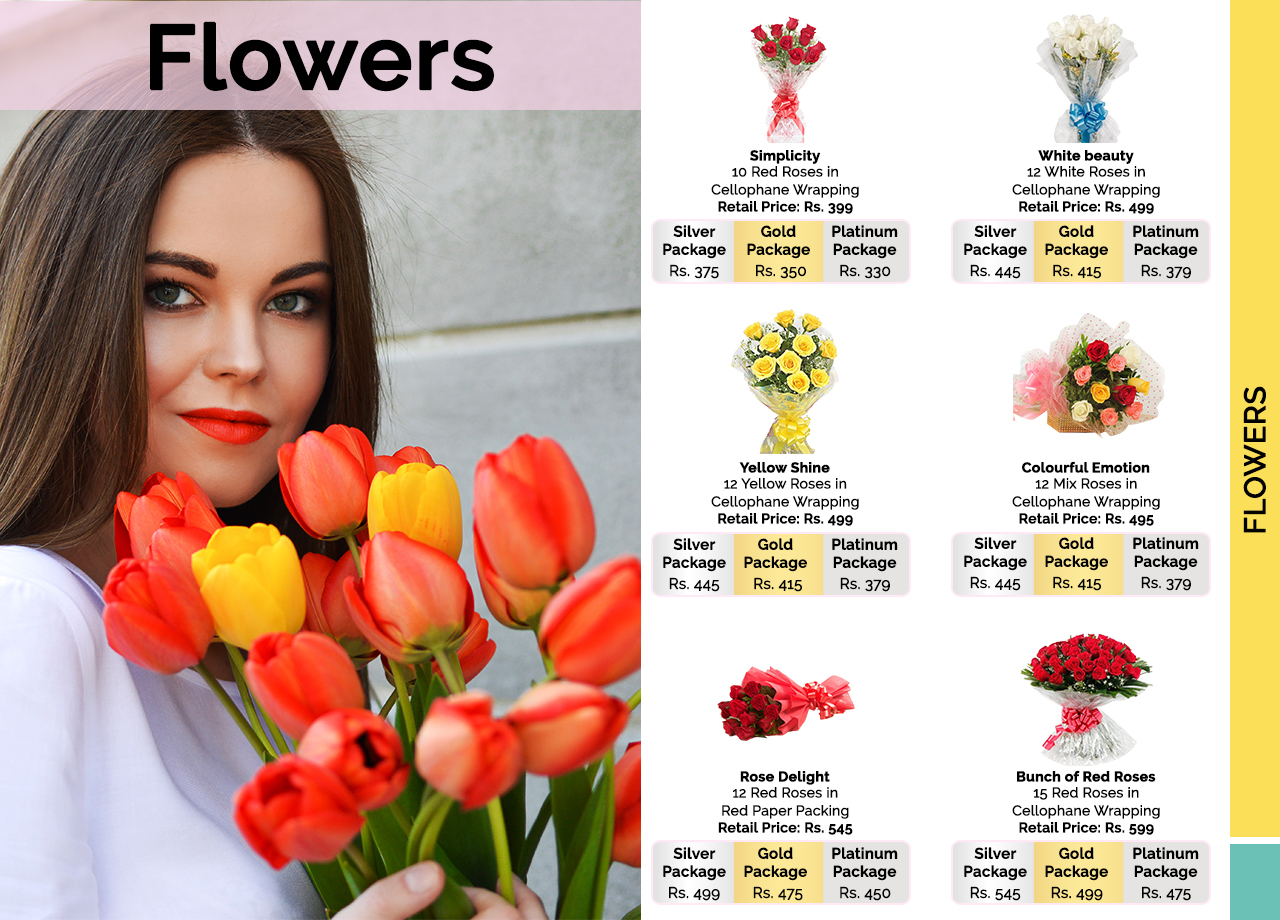 Flowers
Simplicity
10 Red Roses in
Cellophane Wrapping
Retail Price: Rs. 399
Silver Package Gold Package Platinum Package
Rs. 375 Rs. 350 Rs. 330
White beauty
12 White Roses in
Cellophane Wrapping
Retail Price: Rs. 499
Silver Package Gold Package Platinum Package
Rs. 445 Rs. 415 Rs. 379
Yellow Shine
12 Yellow Roses in
Cellophane Wrapping
Retail Price: Rs. 499
Silver Package Gold Package Platinum Package
Rs. 445 Rs. 415 Rs. 379
Colourful Emotion
12 Mix Roses in
Cellophane Wrapping
Retail Price: Rs. 495
Silver Package Gold Package Platinum Package
Rs. 445 Rs. 415 Rs. 379
Rose Delight
12 Red Roses in
Red Paper Packing
Retail Price: Rs. 545
Silver Package Gold Package Platinum Package
Rs. 499 Rs. 475 Rs. 450
Bunch of Red Roses
15 Red Roses in
Cellophane Wrapping
Retail Price: Rs. 599
Silver Package Gold Package Platinum Package
Rs. 545 Rs. 499 Rs. 475
FLOWERS